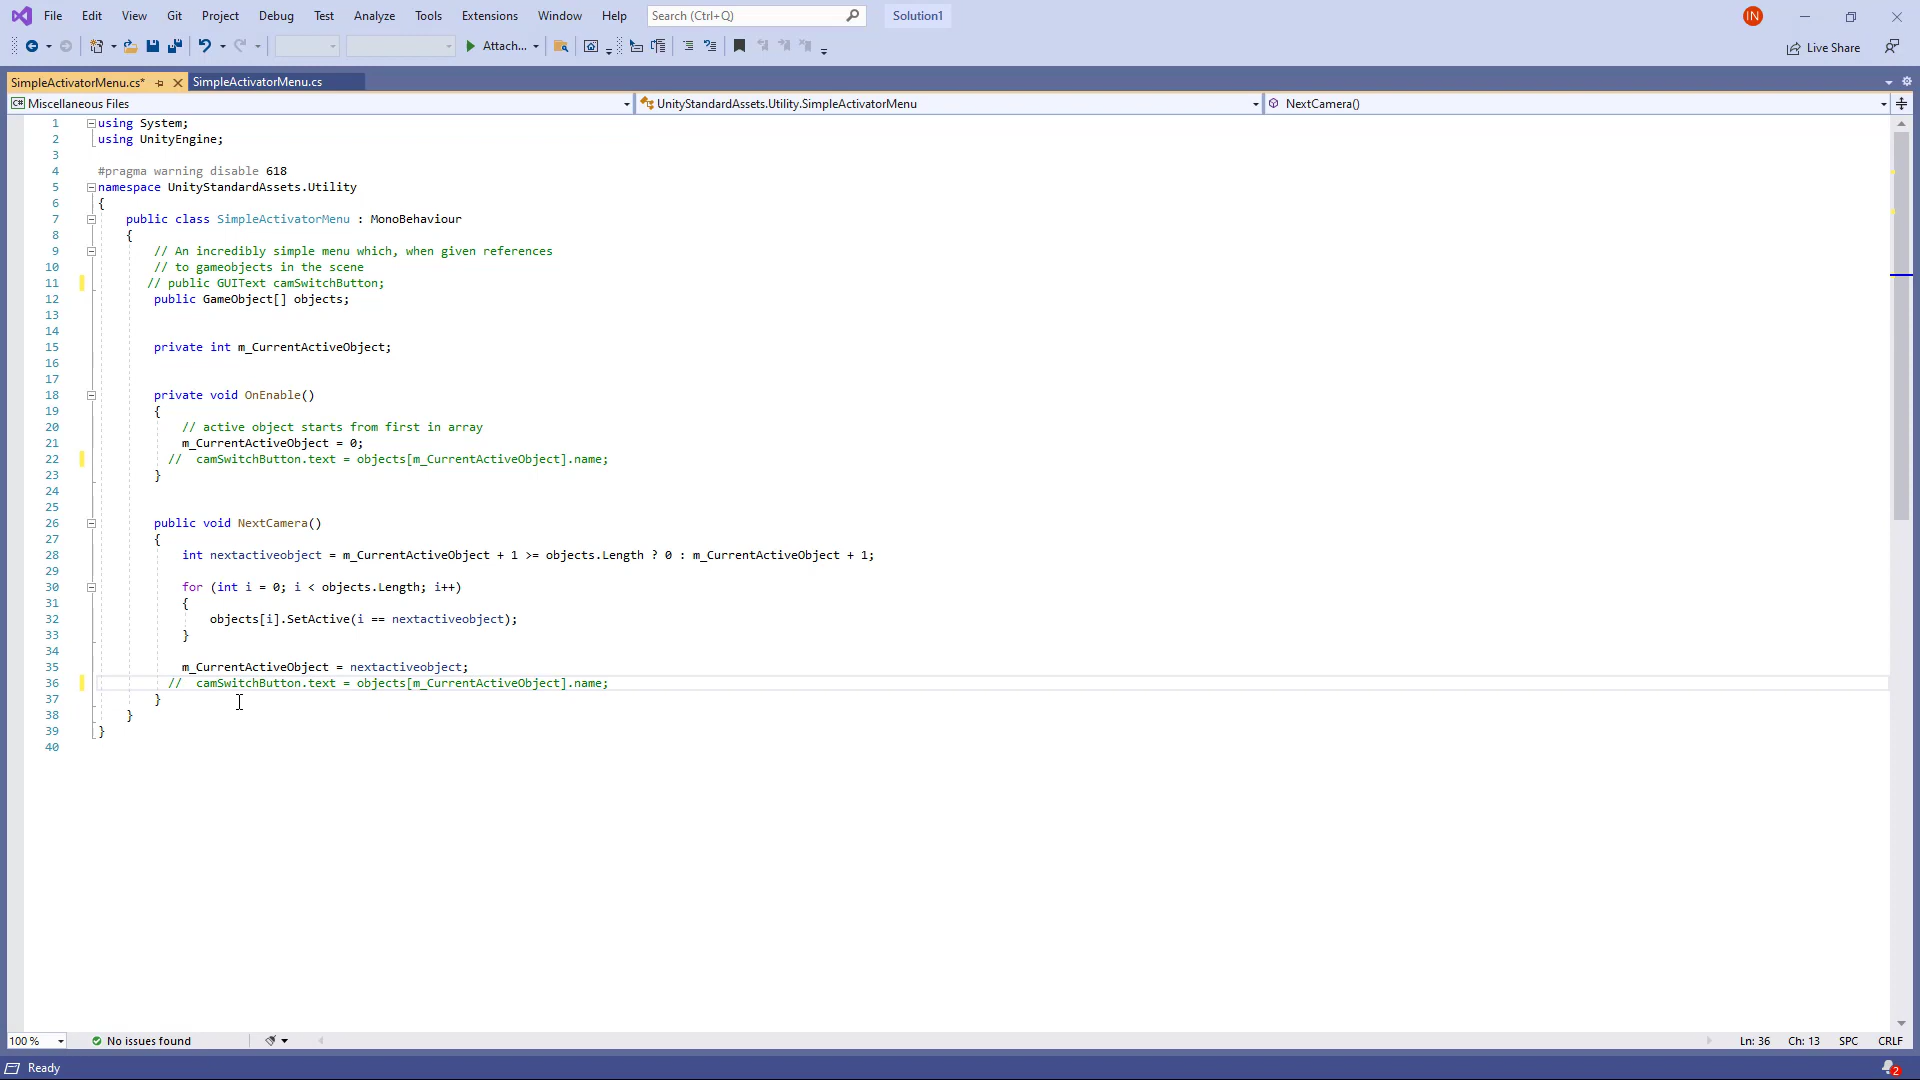 File Edit View Git Project Debug Test Analyze Tools Extensions Window Help Search (Ctrl+Q) Solution1 IN
Attach... Live Share
SimpleActivatorMenu.cs* SimpleActivatorMenu.cs
C# Miscellaneous Files UnityStandardAssets.Utility.SimpleActivatorMenu NextCamera()
1 using System;
2 using UnityEngine;
3
4 #pragma warning disable 618
5 namespace UnityStandardAssets.Utility
6 {
7 public class SimpleActivatorMenu : MonoBehaviour
8 {
9 // An incredibly simple menu which, when given references
10 // to gameobjects in the scene
11 // public GUIText camSwitchButton;
12 public GameObject[] objects;
13
14
15 private int m_CurrentActiveObject;
16
17
18 private void OnEnable()
19 {
20 // active object starts from first in array
21 m_CurrentActiveObject = 0;
22 // camSwitchButton.text = objects[m_CurrentActiveObject].name;
23 }
24
25
26 public void NextCamera()
27 {
28 int nextactiveobject = m_CurrentActiveObject + 1 >= objects.Length ? 0 : m_CurrentActiveObject + 1;
29
30 for (int i = 0; i < objects.Length; i++)
31 {
32 objects[i].SetActive(i == nextactiveobject);
33 }
34
35 m_CurrentActiveObject = nextactiveobject;
36 // camSwitchButton.text = objects[m_CurrentActiveObject].name;
37 }
38 }
39 }
40
100 % No issues found Ln: 36 Ch: 13 SPC CRLF
Ready 2